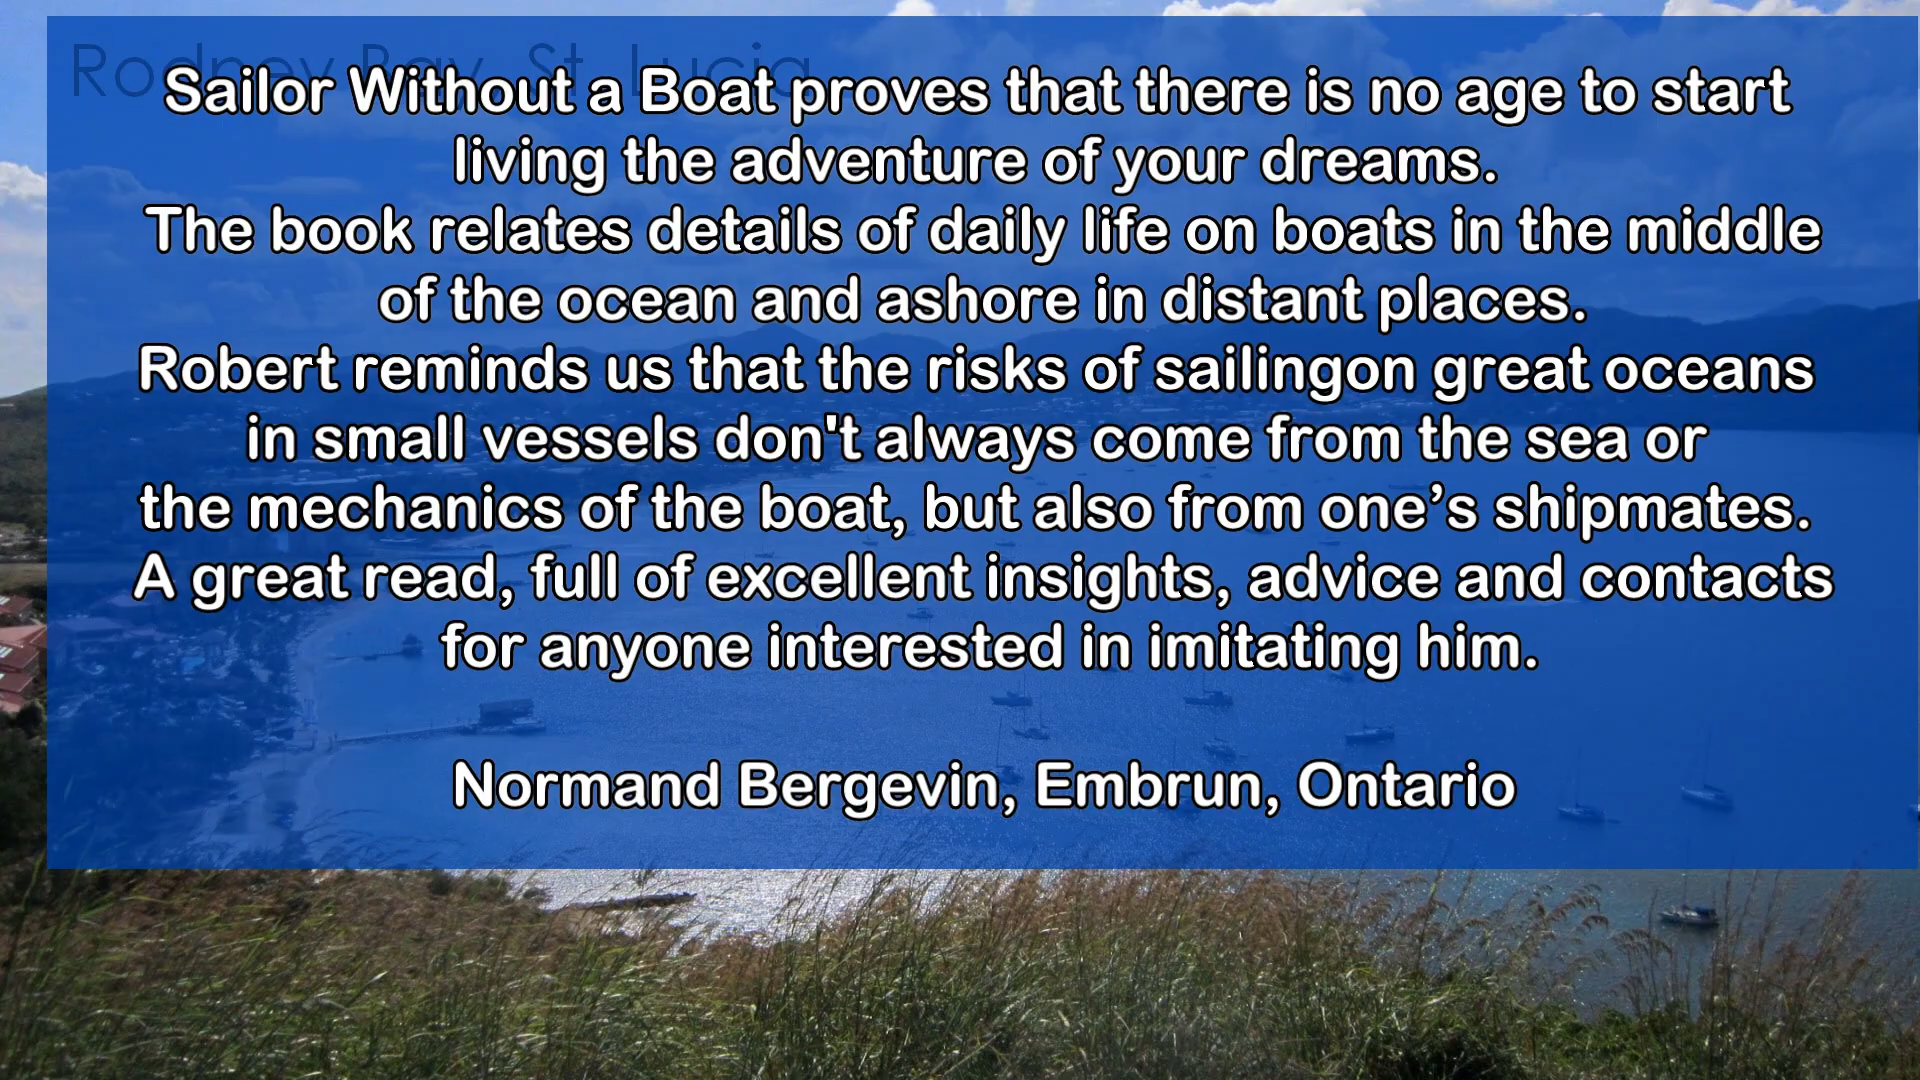 Rodney Bay, St. Lucia
Sailor Without a Boat proves that there is no age to start
living the adventure of your dreams.
The book relates details of daily life on boats in the middle
of the ocean and ashore in distant places.
Robert reminds us that the risks of sailingon great oceans
in small vessels don't always come from the sea or
the mechanics of the boat, but also from one’s shipmates.
A great read, full of excellent insights, advice and contacts
for anyone interested in imitating him.
Normand Bergevin, Embrun, Ontario